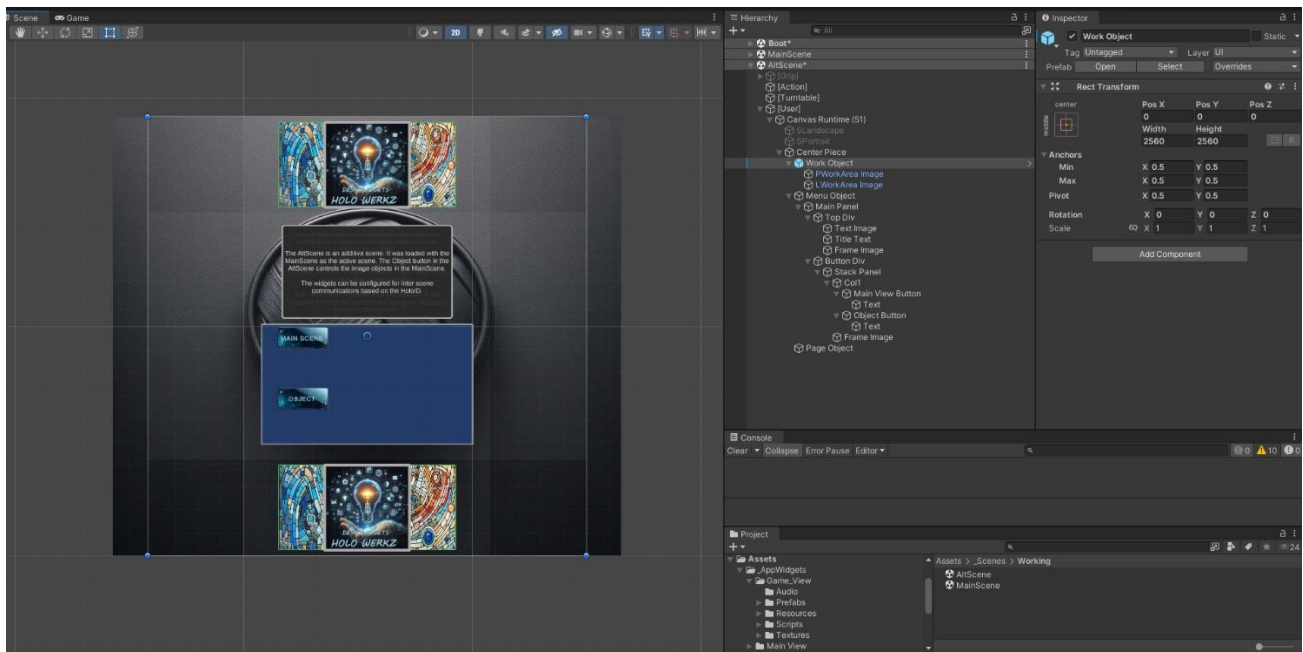 Scene Game
2D
HOLO WERKZ
The AltScene is an additive scene. It was loaded with the
MainScene as the active scene. The Object button in the
AltScene controls the Image objects in the MainScene.
The widgets can be configured for inter scene
communications based on the HoloID.
MAIN SCENE
OBJECT
HOLO WERKZ
Hierarchy
All
Boot*
MainScene
AltScene*
[Grip]
[Action]
[Turntable]
[User]
Canvas Runtime (S1)
SLandscape
SPortrait
Center Piece
Work Object
PWorkArea Image
LWorkArea Image
Menu Object
Main Panel
Top Div
Text Image
Title Text
Frame Image
Button Div
Stack Panel
Col1
Main View Button
Text
Object Button
Text
Frame Image
Page Object
Inspector
Work Object Static
Tag Untagged Layer UI
Prefab Open Select Overrides
Rect Transform
center Pos X Pos Y Pos Z
middle 0 0 0
Width Height
2560 2560 R
Anchors
Min X 0.5 Y 0.5
Max X 0.5 Y 0.5
Pivot X 0.5 Y 0.5
Rotation X 0 Y 0 Z 0
Scale X 1 Y 1 Z 1
Add Component
Console
Clear Collapse Error Pause Editor 0 10 0
Project
24
Assets
_AppWidgets
Game_View
Audio
Prefabs
Resources
Scripts
Textures
Main View
Assets > _Scenes > Working
AltScene
MainScene